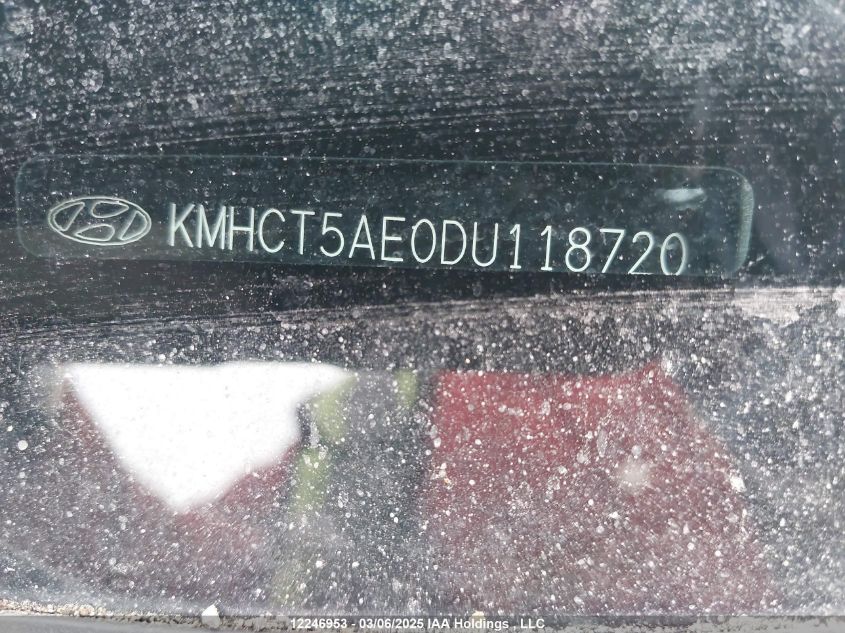 KMHCT5AE0DU118720
12246953 - 03/06/2025 IAA Holdings , LLC